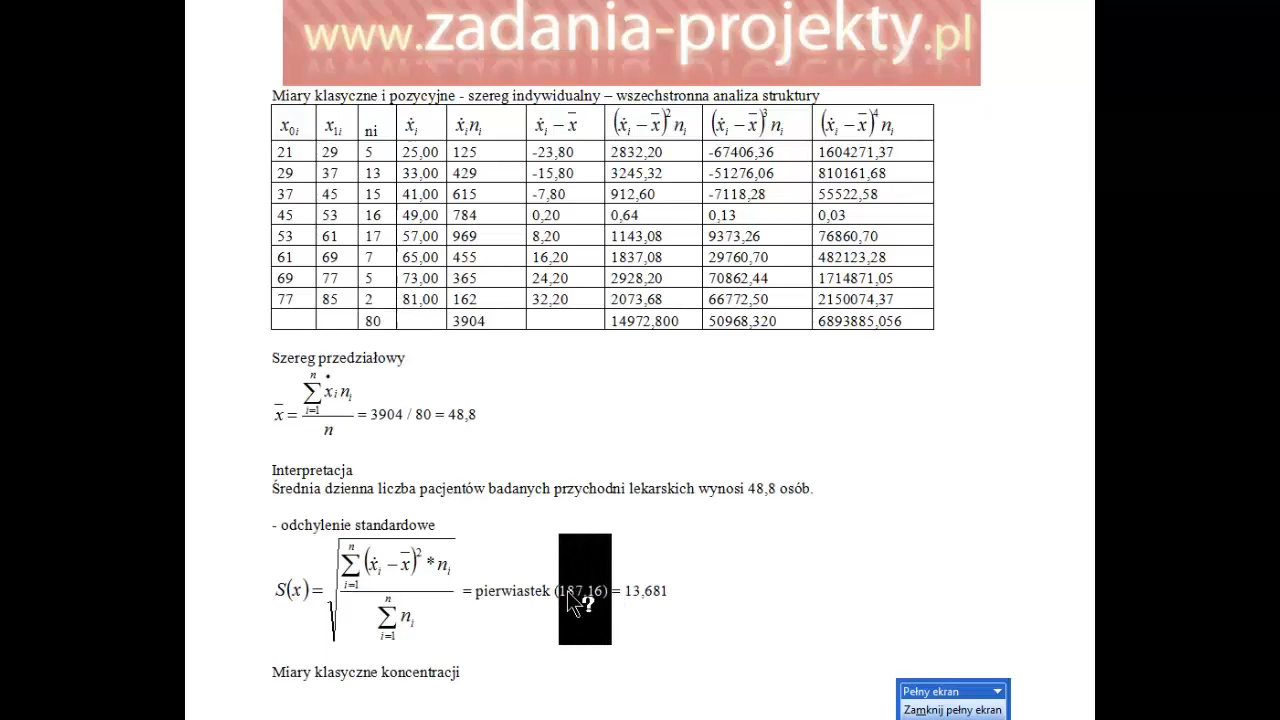 www.zadania-projekty.pl
Miary klasyczne i pozycyjne - szereg indywidualny – wszechstronna analiza struktury
x₀ᵢ x₁ᵢ ni ẋᵢ ẋᵢnᵢ ẋᵢ − x̅ (ẋᵢ − x̅)² nᵢ (ẋᵢ − x̅)³ nᵢ (ẋᵢ − x̅)⁴ nᵢ
21 29 5 25,00 125 -23,80 2832,20 -67406,36 1604271,37
29 37 13 33,00 429 -15,80 3245,32 -51276,06 810161,68
37 45 15 41,00 615 -7,80 912,60 -7118,28 55522,58
45 53 16 49,00 784 0,20 0,64 0,13 0,03
53 61 17 57,00 969 8,20 1143,08 9373,26 76860,70
61 69 7 65,00 455 16,20 1837,08 29760,70 482123,28
69 77 5 73,00 365 24,20 2928,20 70862,44 1714871,05
77 85 2 81,00 162 32,20 2073,68 66772,50 2150074,37
80 3904 14972,800 50968,320 6893885,056
Szereg przedziałowy
x̅ = ∑ᵢ₌₁ⁿ ẋᵢ nᵢ / n = 3904 / 80 = 48,8
Interpretacja
Średnia dzienna liczba pacjentów badanych przychodni lekarskich wynosi 48,8 osób.
- odchylenie standardowe
S(x) = √(∑ᵢ₌₁ⁿ (ẋᵢ − x̅)² * nᵢ / ∑ᵢ₌₁ⁿ nᵢ) = pierwiastek (187,16) = 13,681
Miary klasyczne koncentracji
Pełny ekran
Zamknij pełny ekran